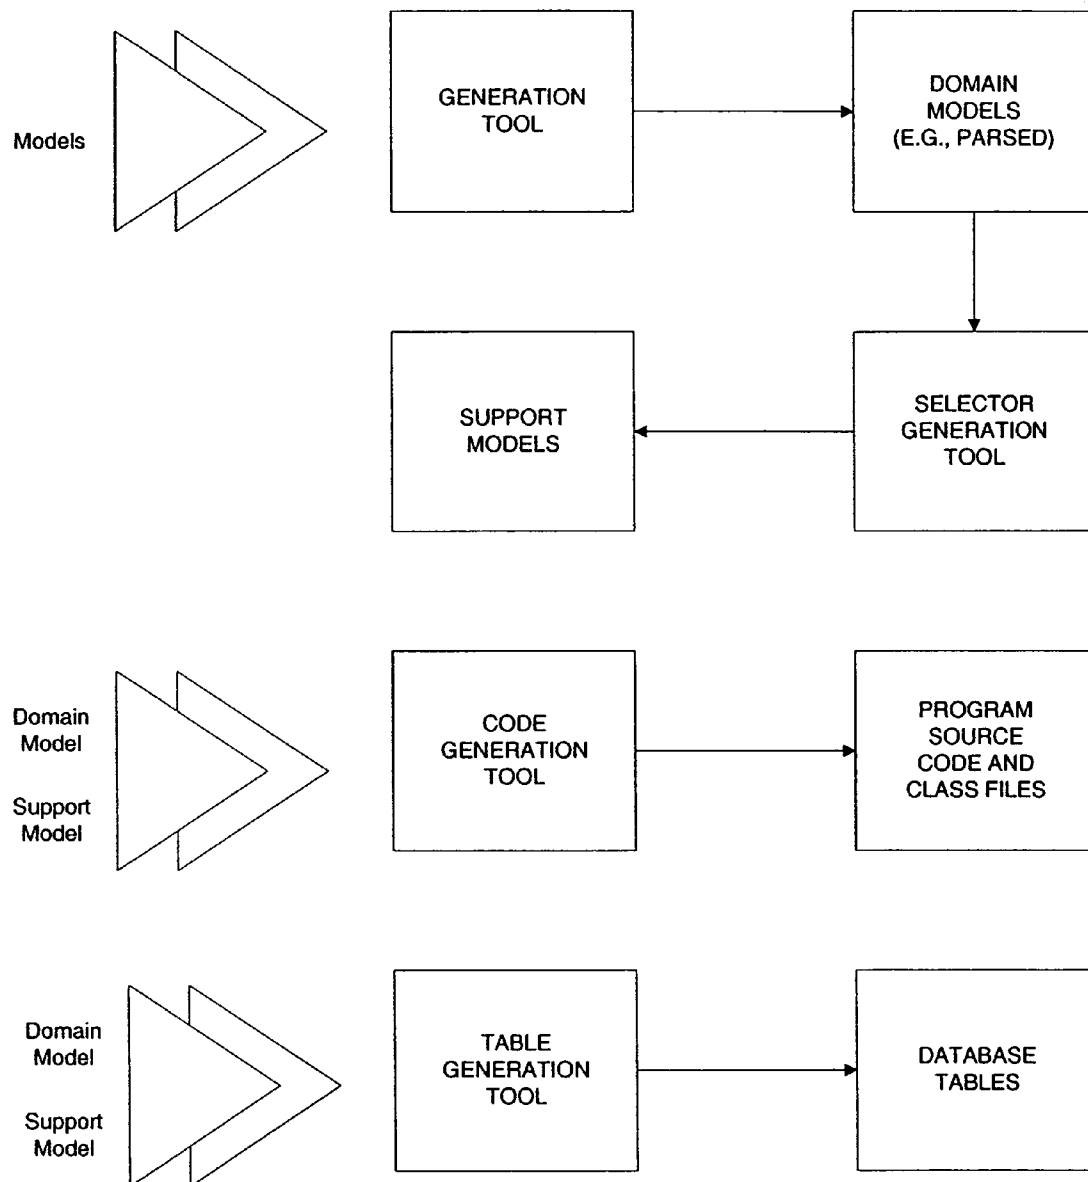 Models
GENERATION
TOOL
DOMAIN
MODELS
(E.G., PARSED)
SUPPORT
MODELS
SELECTOR
GENERATION
TOOL
Domain
Model
Support
Model
CODE
GENERATION
TOOL
PROGRAM
SOURCE
CODE AND
CLASS FILES
Domain
Model
Support
Model
TABLE
GENERATION
TOOL
DATABASE
TABLES